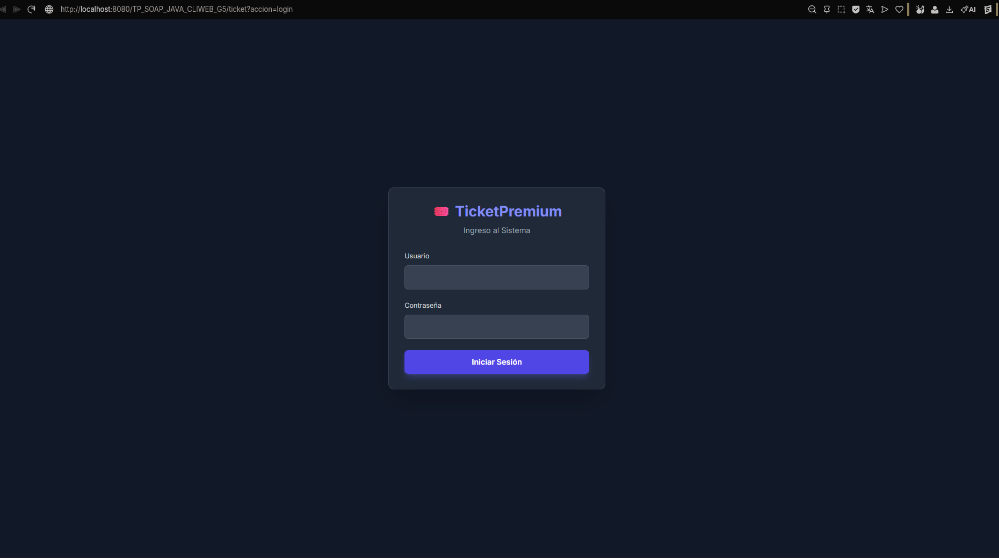 http://localhost:8080/TP_SOAP_JAVA_CLIWEB_G5/ticket?accion=login
AI
TicketPremium
Ingreso al Sistema
Usuario
Contraseña
Iniciar Sesión